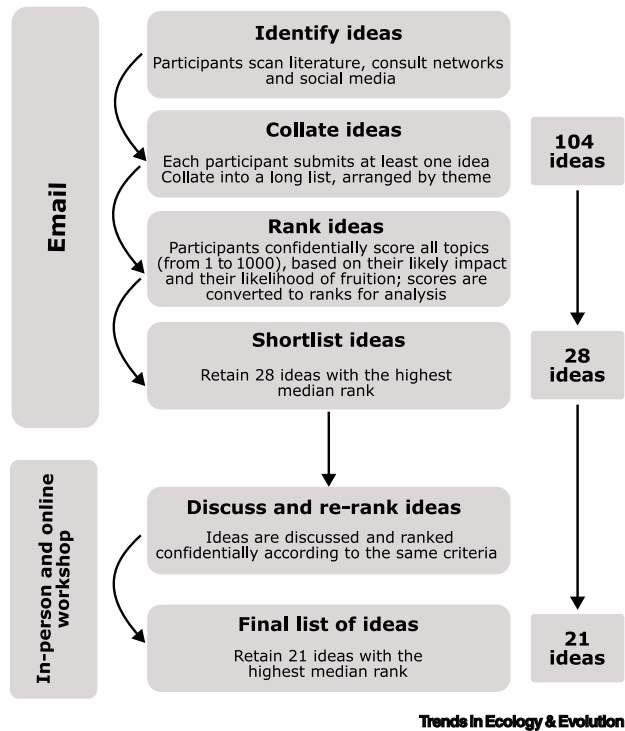 Email
Identify ideas
Participants scan literature, consult networks
and social media
Collate ideas
Each participant submits at least one idea
Collate into a long list, arranged by theme
104
ideas
Rank ideas
Participants confidentially score all topics
(from 1 to 1000), based on their likely impact
and their likelihood of fruition; scores are
converted to ranks for analysis
Shortlist ideas
Retain 28 ideas with the highest
median rank
28
ideas
In-person and online
workshop
Discuss and re-rank ideas
Ideas are discussed and ranked
confidentially according to the same criteria
Final list of ideas
Retain 21 ideas with the
highest median rank
21
ideas
Trends in Ecology & Evolution